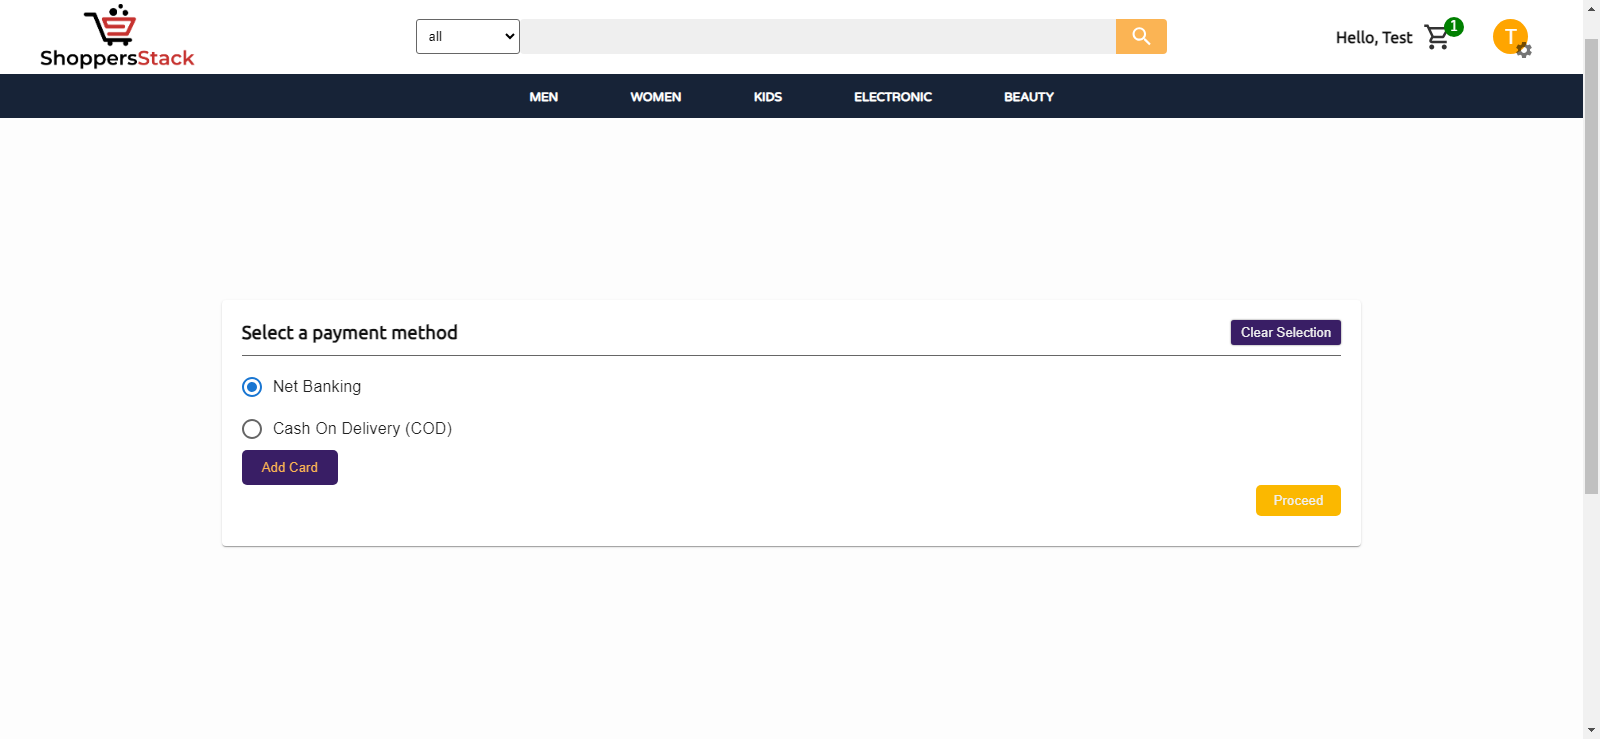 ShoppersStack
all
Hello, Test
1
T
MEN WOMEN KIDS ELECTRONIC BEAUTY
Select a payment method
Clear Selection
Net Banking
Cash On Delivery (COD)
Add Card
Proceed